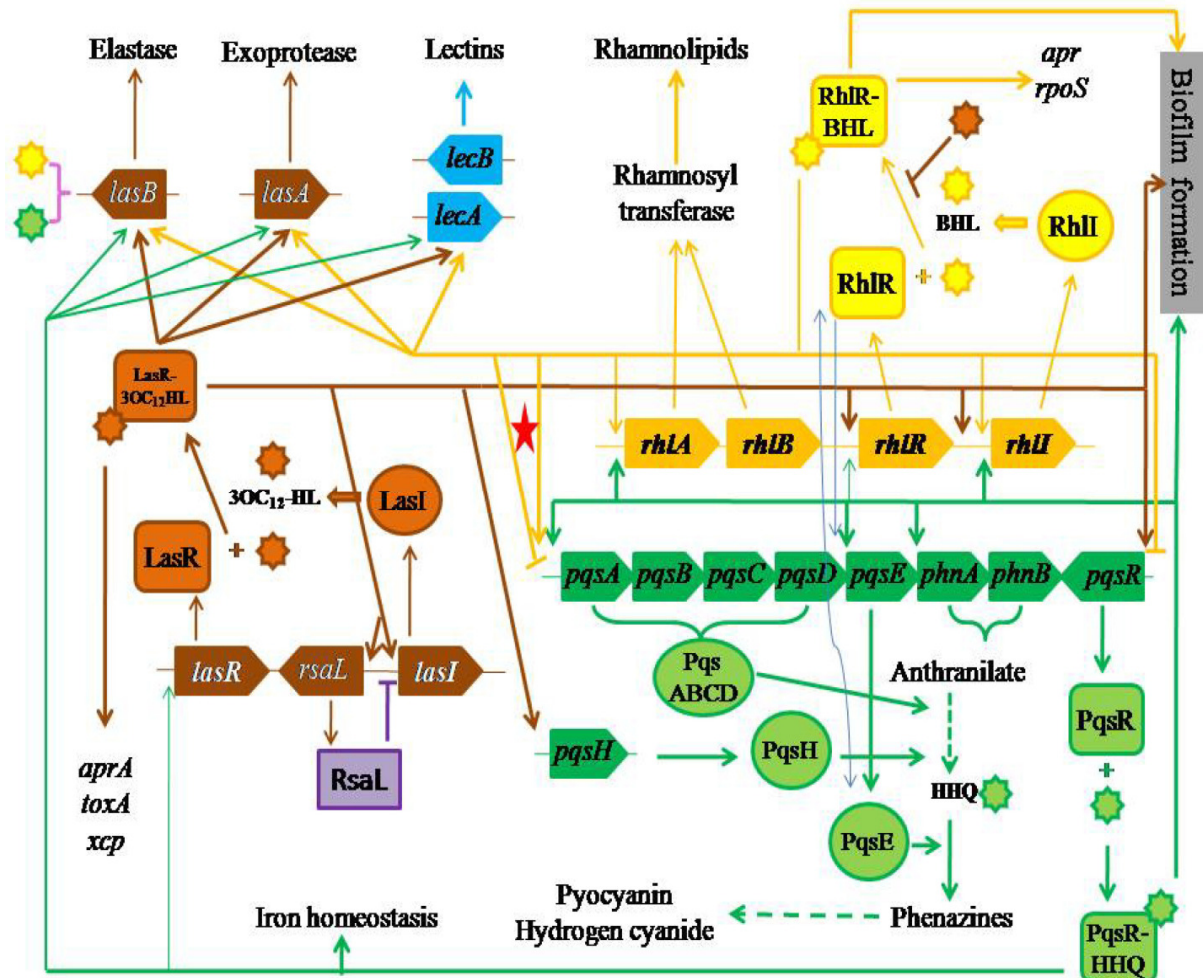 Elastase
Exoprotease
Lectins
Rhamnolipids
apr
rpoS
RhlR-
BHL
Biofilm formation
lasB
lasA
lecB
lecA
Rhamnosyl
transferase
BHL
RhlI
RhlR
+
LasR-
3OC12HL
rhlA
rhlB
rhlR
rhlI
3OC12-HL
LasI
LasR
+
pqsA
pqsB
pqsC
pqsD
pqsE
phnA
phnB
pqsR
lasR
rsaL
lasI
Pqs
ABCD
Anthranilate
PqsR
+
pqsH
PqsH
HHQ
RsaL
aprA
toxA
xcp
PqsE
Pyocyanin
Hydrogen cyanide
Phenazines
Iron homeostasis
PqsR-
HHQ